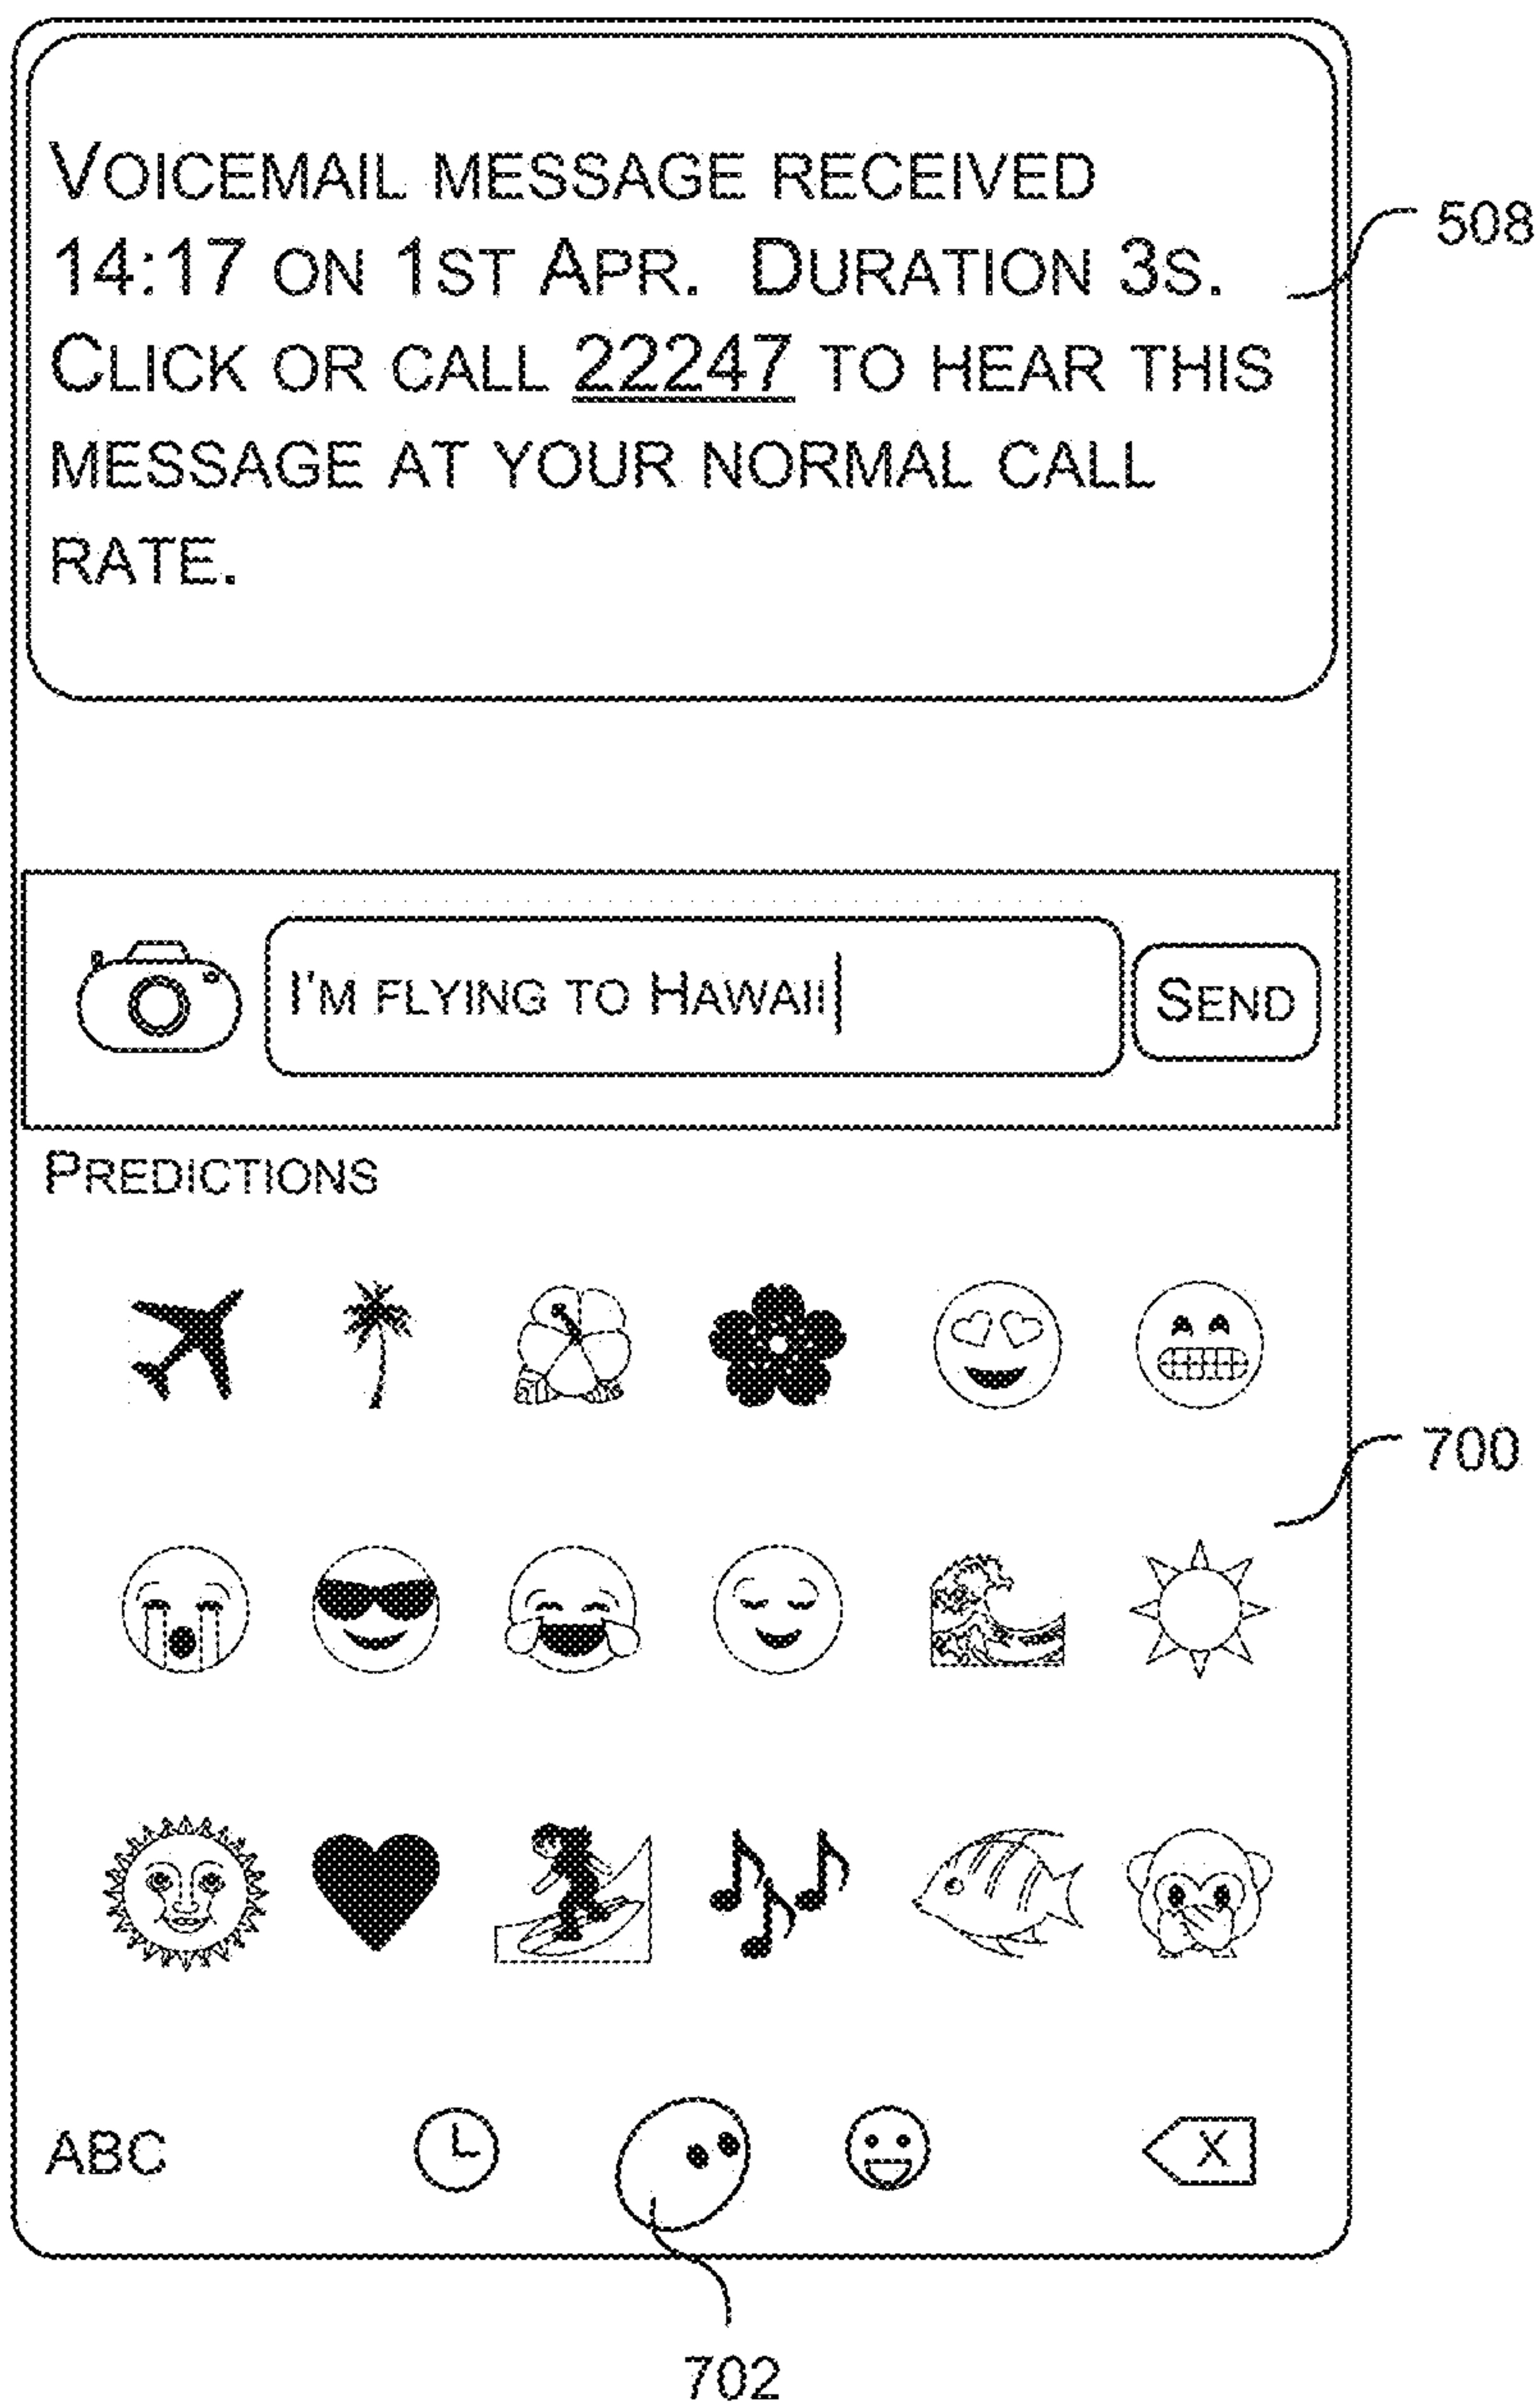 VOICEMAIL MESSAGE RECEIVED
14:17 ON 1ST APR. DURATION 3S.
CLICK OR CALL 22247 TO HEAR THIS
MESSAGE AT YOUR NORMAL CALL
RATE.
508
I'M FLYING TO HAWAII
SEND
PREDICTIONS
700
ABC
X
702